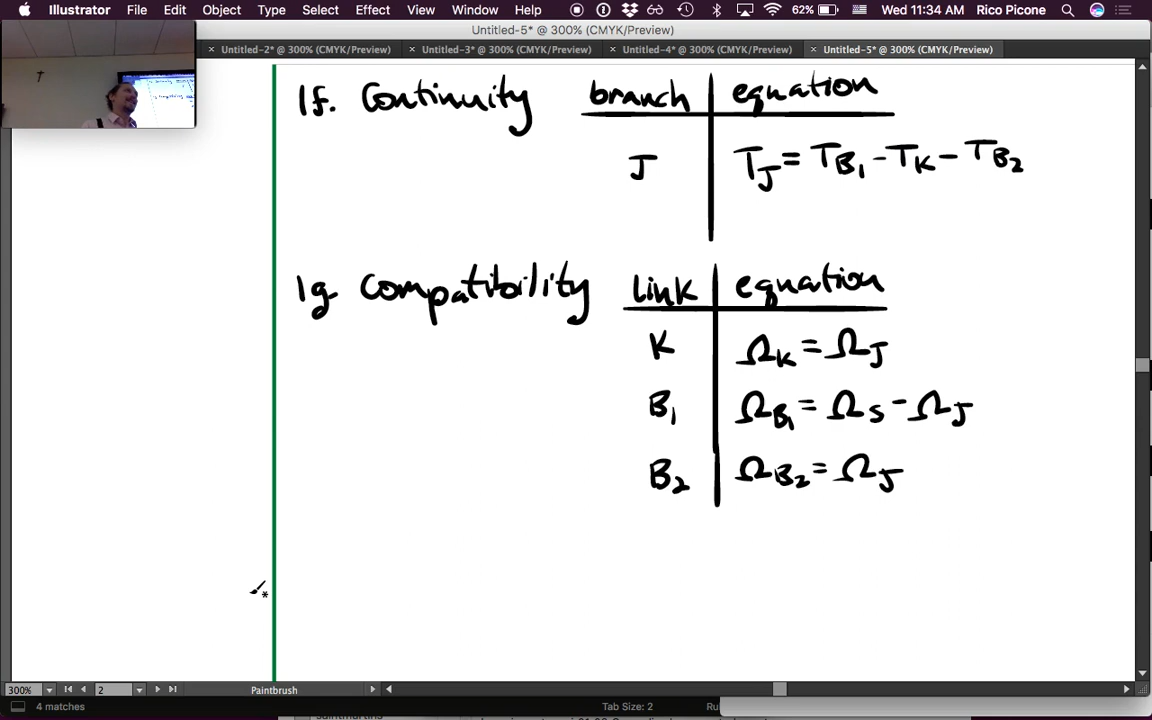 Illustrator File Edit Object Type Select Effect View Window Help 62% Wed 11:34 AM Rico Picone
Untitled-5* @ 300% (CMYK/Preview)
Untitled-2* @ 300% (CMYK/Preview) Untitled-3* @ 300% (CMYK/Preview) Untitled-4* @ 300% (CMYK/Preview) Untitled-5* @ 300% (CMYK/Preview)
1f. Continuity branch equation
J T_J = T_B₁ - T_K - T_B₂
1g. Compatibility link equation
K Ω_K = Ω_J
B₁ Ω_B₁ = Ω_S - Ω_J
B₂ Ω_B₂ = Ω_J
300% 2 Paintbrush
4 matches Tab Size: 2 Ru